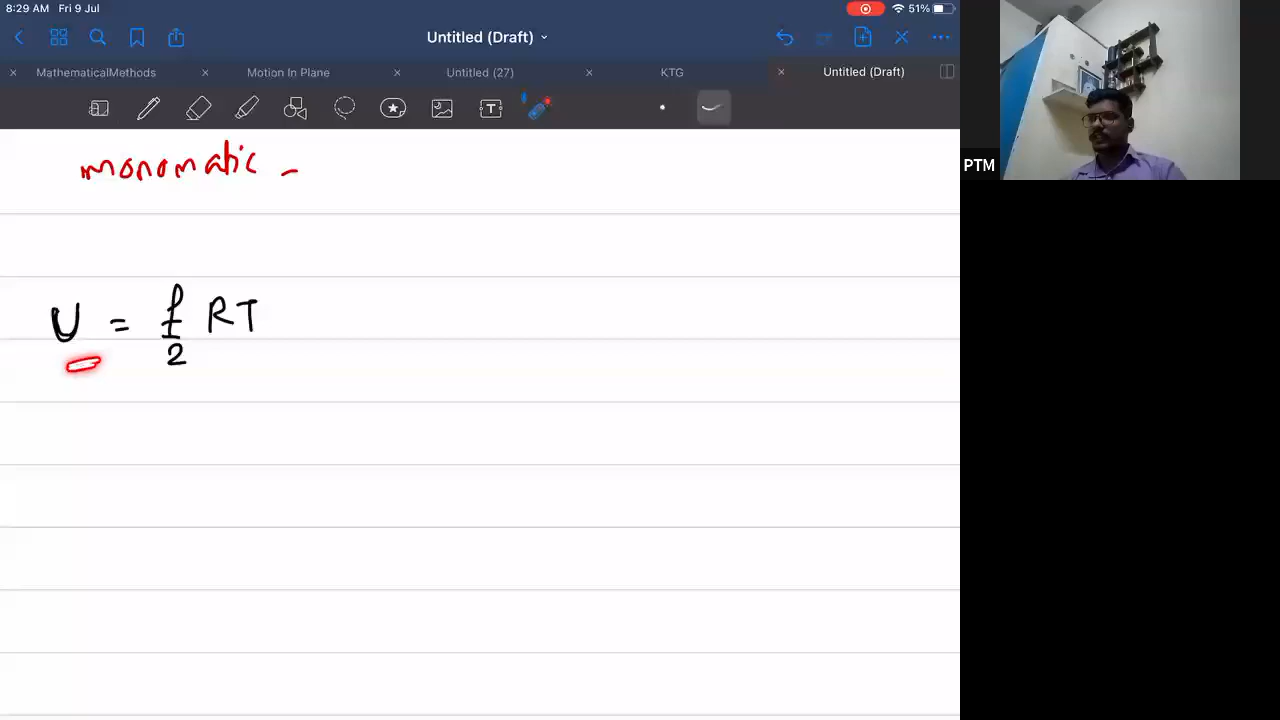 8:29 AM Fri 9 Jul
51%
Untitled (Draft)
MathematicalMethods
Motion In Plane
Untitled (27)
KTG
Untitled (Draft)
T
monomatic -
U = f/2 RT
PTM